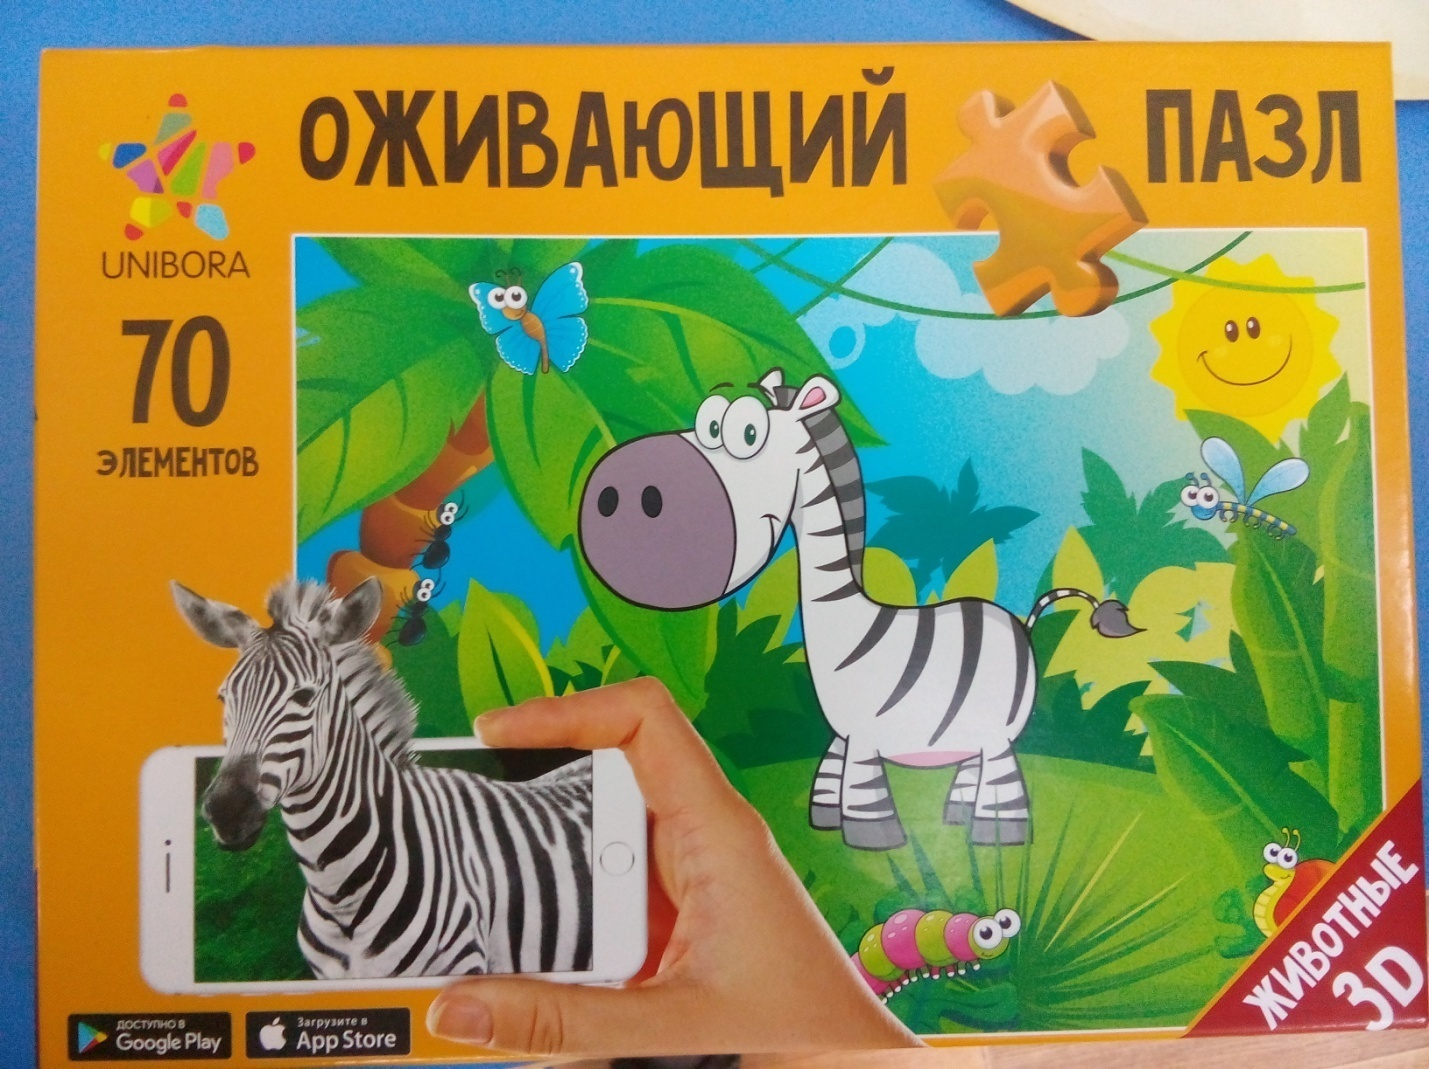 ОЖИВАЮЩИЙ ПАЗЛ
UNIBORA
70
ЭЛЕМЕНТОВ
ЖИВОТНЫЕ
3D
ДОСТУПНО В
Google Play
Загрузите в
App Store